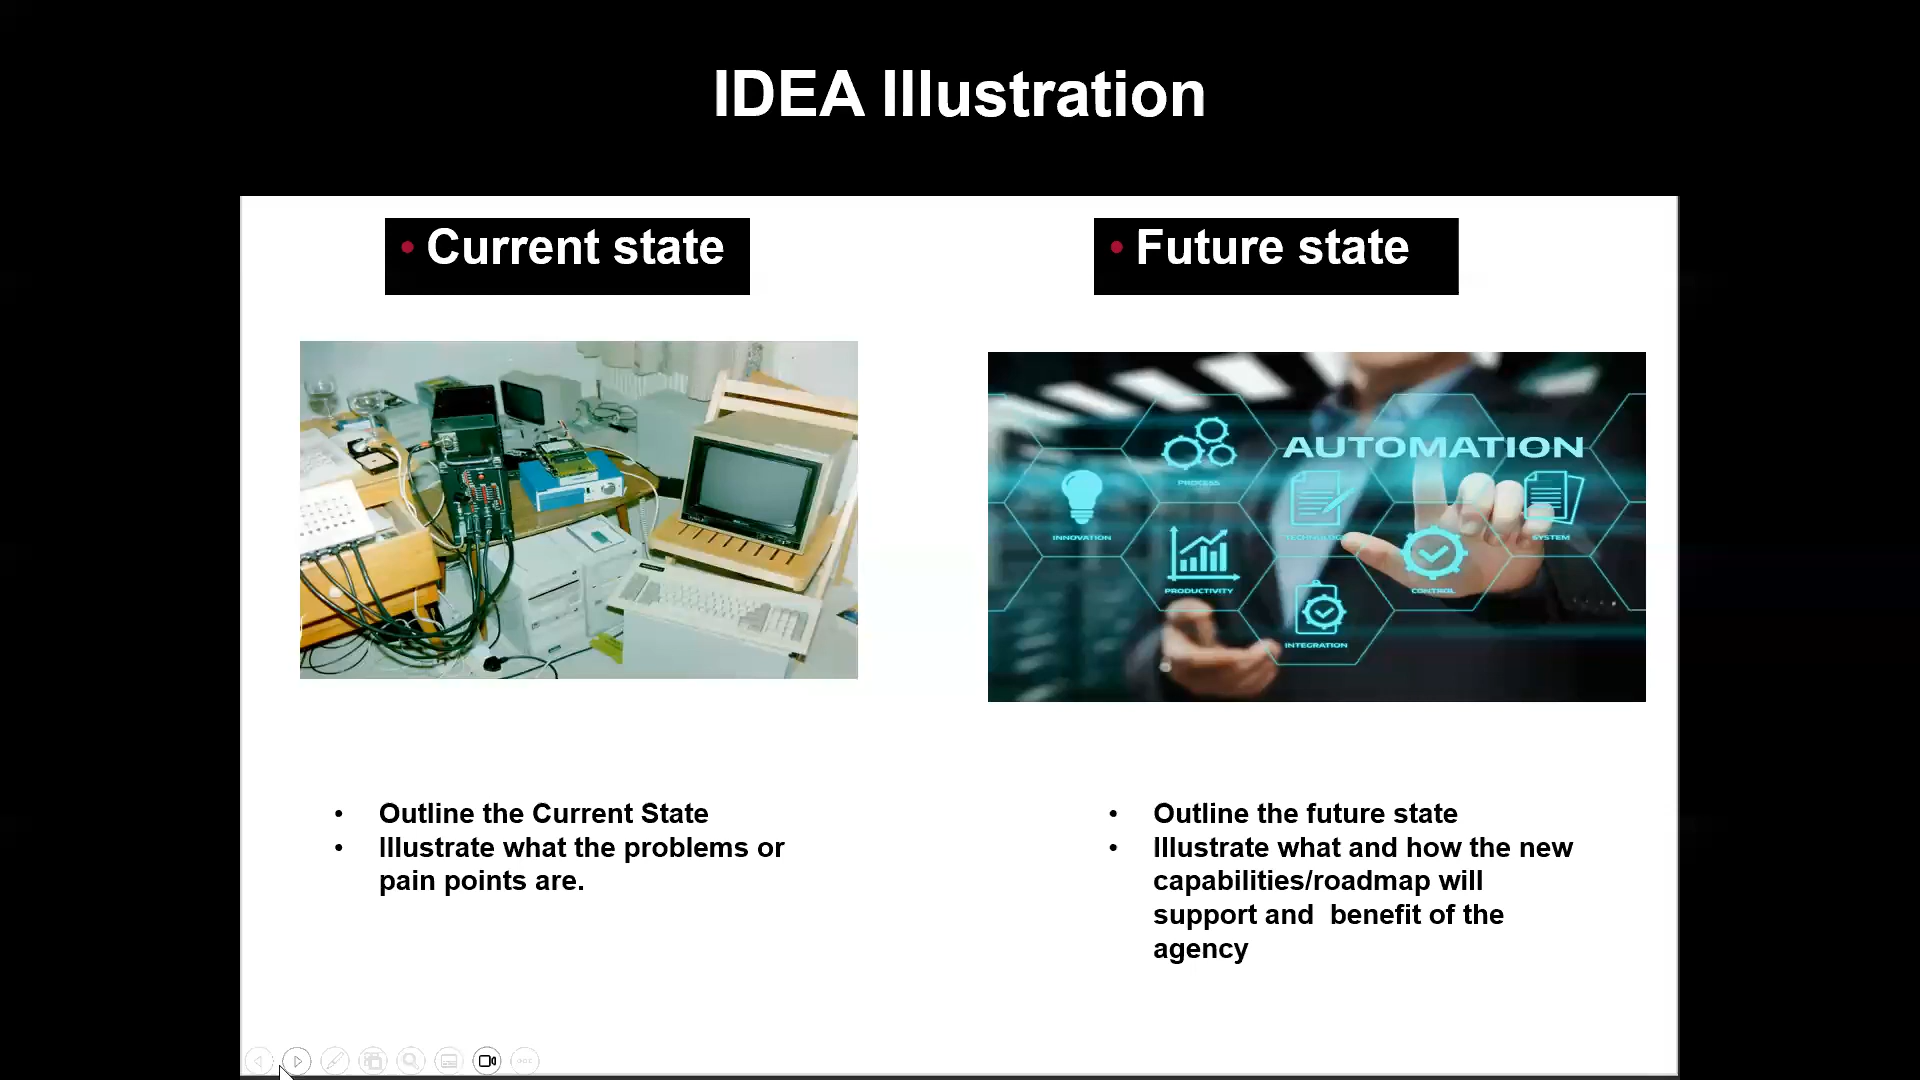 IDEA Illustration
• Current state
• Future state
AUTOMATION
PROCESS
INNOVATION
TECHNOLOGY
SYSTEM
PRODUCTIVITY
CONTROL
INTEGRATION
• Outline the Current State
• Illustrate what the problems or
pain points are.
• Outline the future state
• Illustrate what and how the new
capabilities/roadmap will
support and  benefit of the
agency